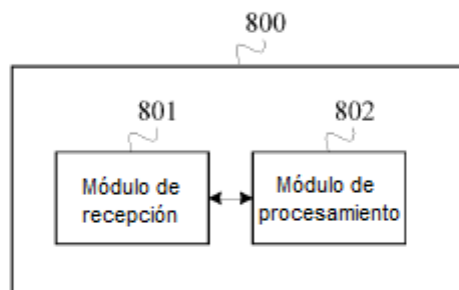 800
801
802
Módulo de
recepción
Módulo de
procesamiento